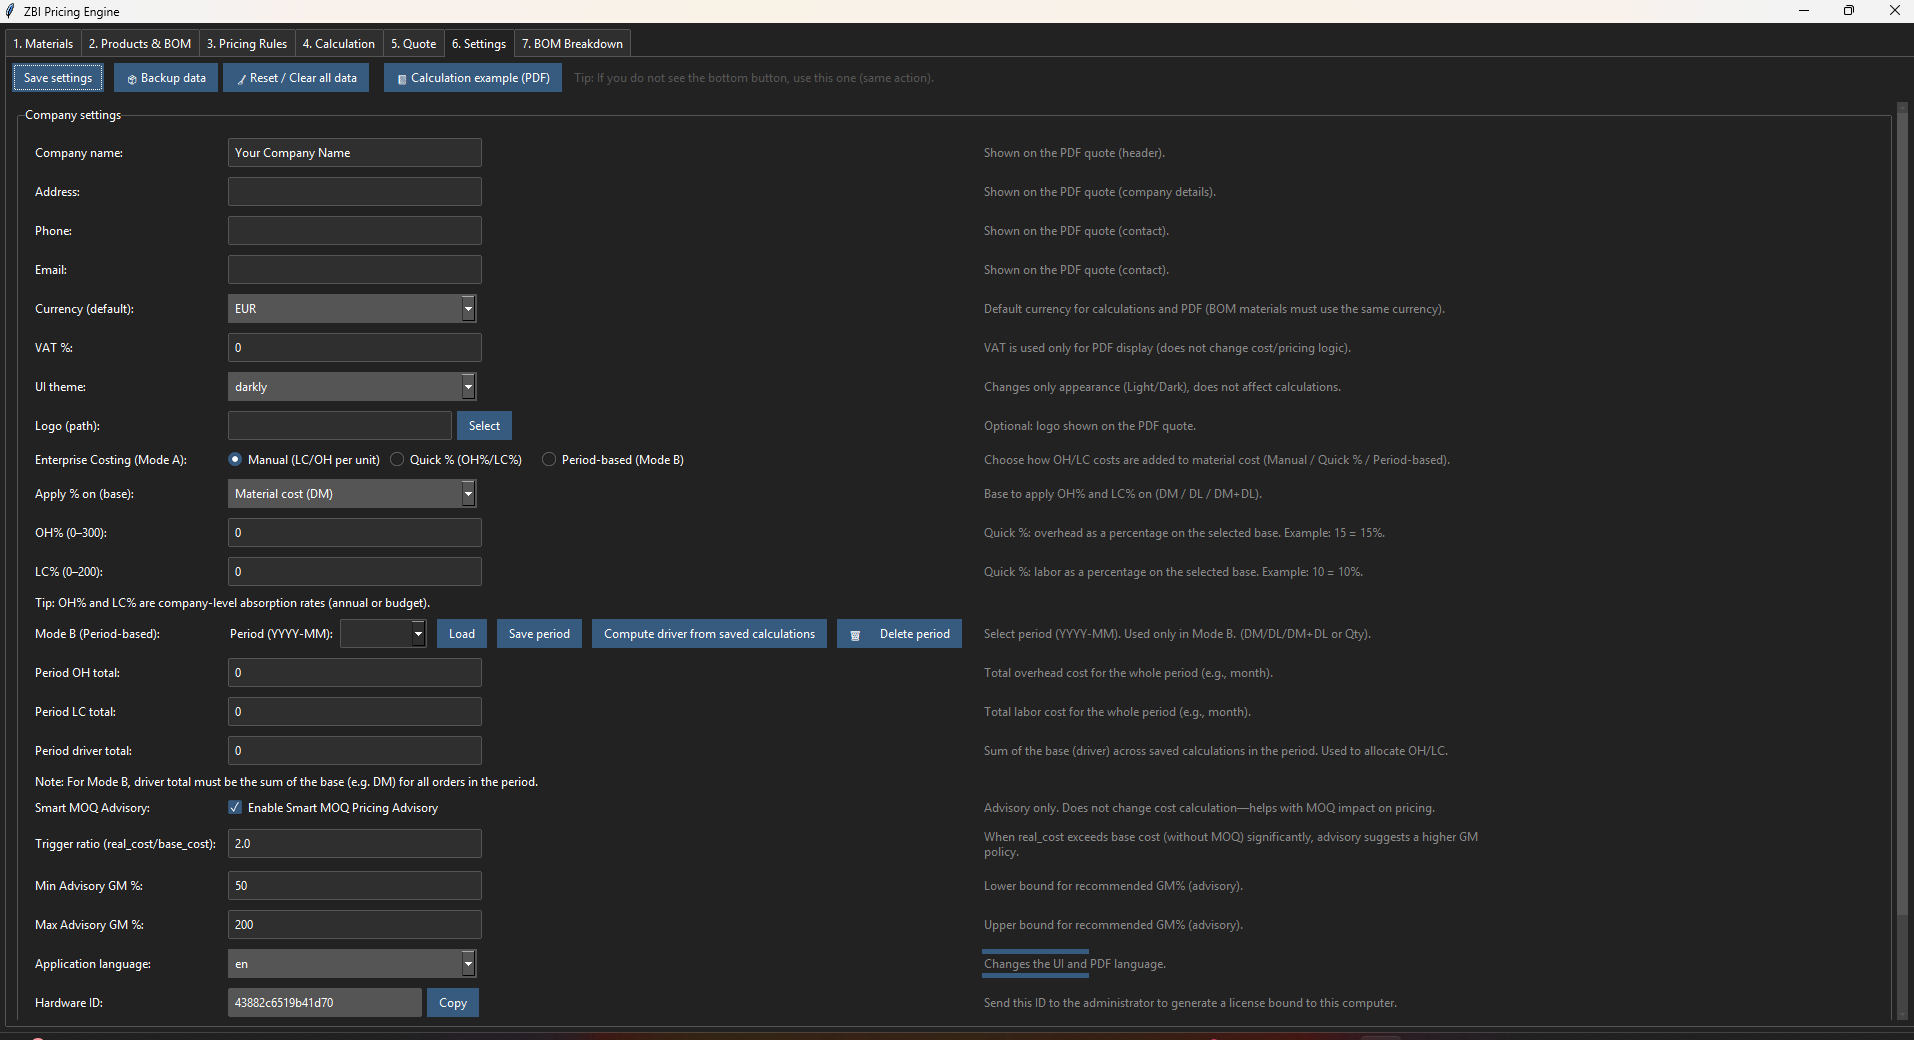 ZBI Pricing Engine
1. Materials 2. Products & BOM 3. Pricing Rules 4. Calculation 5. Quote 6. Settings 7. BOM Breakdown
Save settings Backup data Reset / Clear all data Calculation example (PDF) Tip: If you do not see the bottom button, use this one (same action).
Company settings
Company name: Your Company Name Shown on the PDF quote (header).
Address: Shown on the PDF quote (company details).
Phone: Shown on the PDF quote (contact).
Email: Shown on the PDF quote (contact).
Currency (default): EUR Default currency for calculations and PDF (BOM materials must use the same currency).
VAT %: 0 VAT is used only for PDF display (does not change cost/pricing logic).
UI theme: darkly Changes only appearance (Light/Dark), does not affect calculations.
Logo (path): Select Optional: logo shown on the PDF quote.
Enterprise Costing (Mode A): Manual (LC/OH per unit) Quick % (OH%/LC%) Period-based (Mode B) Choose how OH/LC costs are added to material cost (Manual / Quick % / Period-based).
Apply % on (base): Material cost (DM) Base to apply OH% and LC% on (DM / DL / DM+DL).
OH% (0–300): 0 Quick %: overhead as a percentage on the selected base. Example: 15 = 15%.
LC% (0–200): 0 Quick %: labor as a percentage on the selected base. Example: 10 = 10%.
Tip: OH% and LC% are company-level absorption rates (annual or budget).
Mode B (Period-based): Period (YYYY-MM): Load Save period Compute driver from saved calculations Delete period Select period (YYYY-MM). Used only in Mode B. (DM/DL/DM+DL or Qty).
Period OH total: 0 Total overhead cost for the whole period (e.g., month).
Period LC total: 0 Total labor cost for the whole period (e.g., month).
Period driver total: 0 Sum of the base (driver) across saved calculations in the period. Used to allocate OH/LC.
Note: For Mode B, driver total must be the sum of the base (e.g. DM) for all orders in the period.
Smart MOQ Advisory: Enable Smart MOQ Pricing Advisory Advisory only. Does not change cost calculation—helps with MOQ impact on pricing.
Trigger ratio (real_cost/base_cost): 2.0 When real_cost exceeds base cost (without MOQ) significantly, advisory suggests a higher GM
policy.
Min Advisory GM %: 50 Lower bound for recommended GM% (advisory).
Max Advisory GM %: 200 Upper bound for recommended GM% (advisory).
Application language: en Changes the UI and PDF language.
Hardware ID: 43882c6519b41d70 Copy Send this ID to the administrator to generate a license bound to this computer.